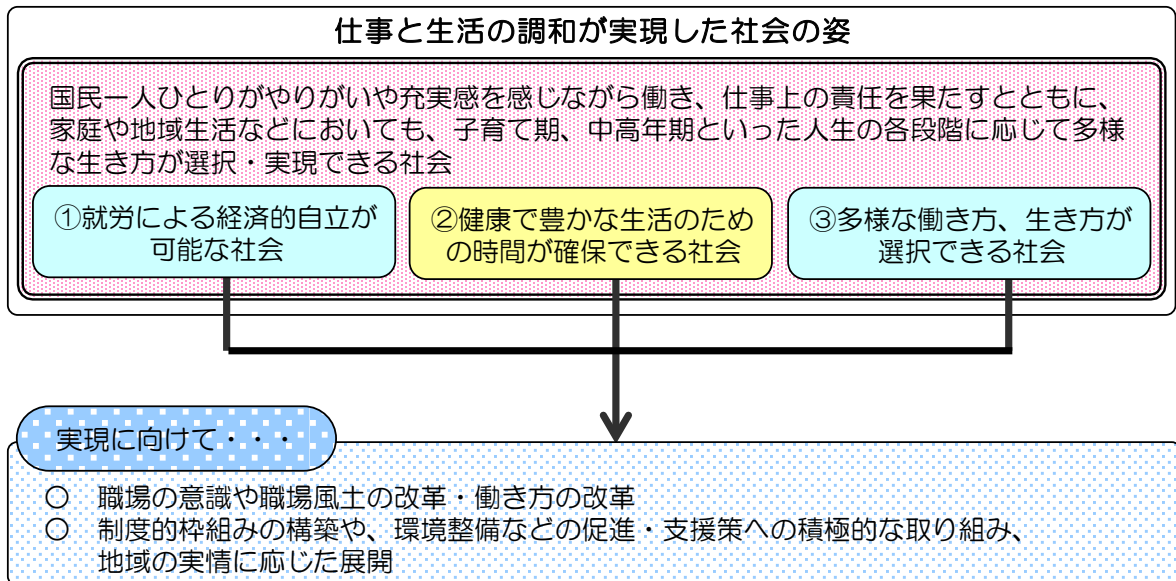 仕事と生活の調和が実現した社会の姿
国民一人ひとりがやりがいや充実感を感じながら働き、仕事上の責任を果たすとともに、
家庭や地域生活などにおいても、子育て期、中高年期といった人生の各段階に応じて多様
な生き方が選択・実現できる社会
①就労による経済的自立が
可能な社会
②健康で豊かな生活のため
の時間が確保できる社会
③多様な働き方、生き方が
選択できる社会
実現に向けて・・・
○ 職場の意識や職場風土の改革・働き方の改革
○ 制度的枠組みの構築や、環境整備などの促進・支援策への積極的な取り組み、
地域の実情に応じた展開